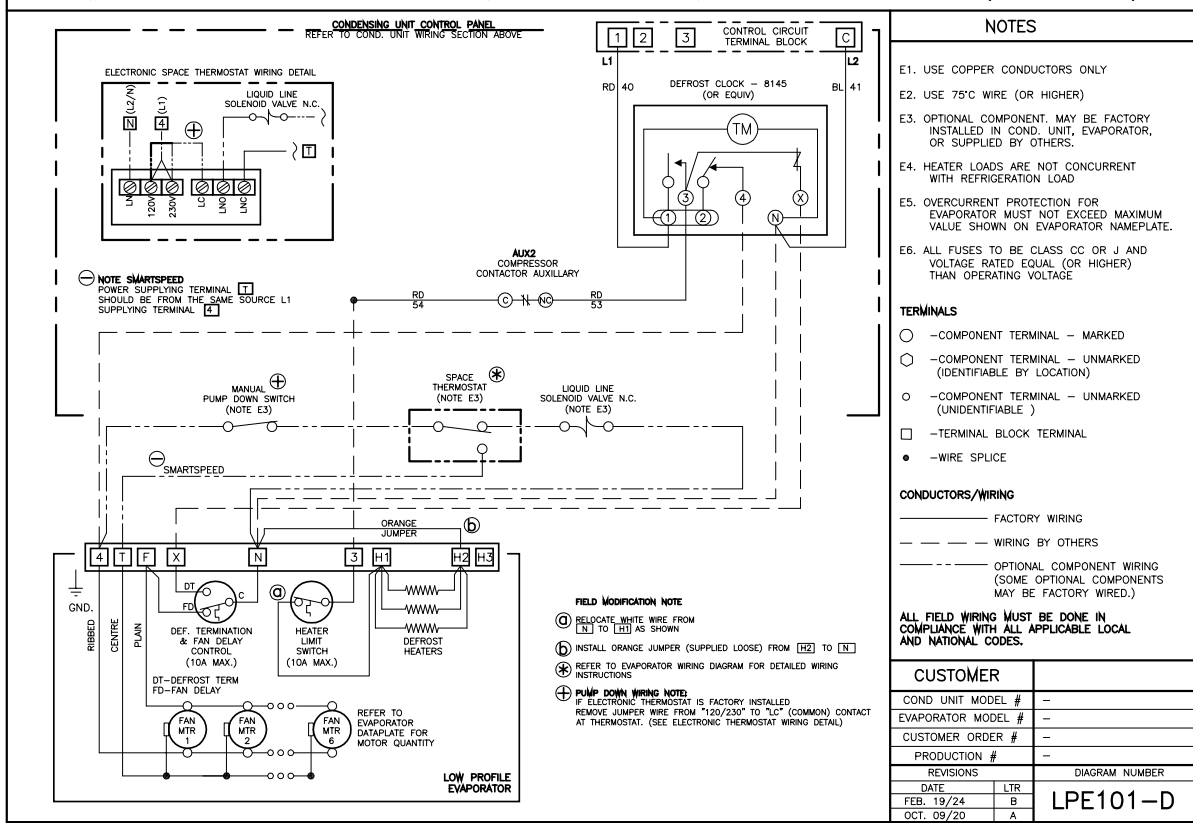 CONDENSING UNIT CONTROL PANEL
REFER TO COND. UNIT WIRING SECTION ABOVE
1 2 3 CONTROL CIRCUIT C
TERMINAL BLOCK
L1 L2
RD 40
BL 41
DEFROST CLOCK – 8145
(OR EQUIV)
TM
3 4 X
1 2 N
ELECTRONIC SPACE THERMOSTAT WIRING DETAIL
LIQUID LINE
SOLENOID VALVE N.C.
(L2/N)
(L1)
N 4
T
LN
120V
230V
LC
LNO
LNC
NOTE SMARTSPEED
POWER SUPPLYING TERMINAL T
SHOULD BE FROM THE SAME SOURCE L1
SUPPLYING TERMINAL 4
AUX2
COMPRESSOR
CONTACTOR AUXILLARY
RD
54
C NC
RD
53
MANUAL
PUMP DOWN SWITCH
(NOTE E3)
SPACE
THERMOSTAT
(NOTE E3)
LIQUID LINE
SOLENOID VALVE N.C.
(NOTE E3)
SMARTSPEED
ORANGE
JUMPER
b
4 T F X N 3 H1 H2 H3
GND.
RIBBED
CENTRE
PLAIN
DT
FD
C
DEF. TERMINATION
& FAN DELAY
CONTROL
(10A MAX.)
a
HEATER
LIMIT
SWITCH
(10A MAX.)
DEFROST
HEATERS
DT–DEFROST TERM
FD–FAN DELAY
FAN
MTR
1
FAN
MTR
2
FAN
MTR
6
REFER TO
EVAPORATOR
DATAPLATE FOR
MOTOR QUANTITY
LOW PROFILE
EVAPORATOR
FIELD MODIFICATION NOTE
a RELOCATE WHITE WIRE FROM
N TO H1 AS SHOWN
b INSTALL ORANGE JUMPER (SUPPLIED LOOSE) FROM H2 TO N
REFER TO EVAPORATOR WIRING DIAGRAM FOR DETAILED WIRING
INSTRUCTIONS
PUMP DOWN WIRING NOTE:
IF ELECTRONIC THERMOSTAT IS FACTORY INSTALLED
REMOVE JUMPER WIRE FROM "120/230" TO "LC" (COMMON) CONTACT
AT THERMOSTAT. (SEE ELECTRONIC THERMOSTAT WIRING DETAIL)
NOTES
E1. USE COPPER CONDUCTORS ONLY
E2. USE 75°C WIRE (OR HIGHER)
E3. OPTIONAL COMPONENT. MAY BE FACTORY
INSTALLED IN COND. UNIT, EVAPORATOR,
OR SUPPLIED BY OTHERS.
E4. HEATER LOADS ARE NOT CONCURRENT
WITH REFRIGERATION LOAD
E5. OVERCURRENT PROTECTION FOR
EVAPORATOR MUST NOT EXCEED MAXIMUM
VALUE SHOWN ON EVAPORATOR NAMEPLATE.
E6. ALL FUSES TO BE CLASS CC OR J AND
VOLTAGE RATED EQUAL (OR HIGHER)
THAN OPERATING VOLTAGE
TERMINALS
–COMPONENT TERMINAL – MARKED
–COMPONENT TERMINAL – UNMARKED
(IDENTIFIABLE BY LOCATION)
–COMPONENT TERMINAL – UNMARKED
(UNIDENTIFIABLE )
–TERMINAL BLOCK TERMINAL
–WIRE SPLICE
CONDUCTORS/WIRING
FACTORY WIRING
WIRING BY OTHERS
OPTIONAL COMPONENT WIRING
(SOME OPTIONAL COMPONENTS
MAY BE FACTORY WIRED.)
ALL FIELD WIRING MUST BE DONE IN
COMPLIANCE WITH ALL APPLICABLE LOCAL
AND NATIONAL CODES.
CUSTOMER
COND UNIT MODEL # –
EVAPORATOR MODEL # –
CUSTOMER ORDER # –
PRODUCTION # –
REVISIONS DIAGRAM NUMBER
DATE LTR
FEB. 19/24 B
OCT. 09/20 A
LPE101–D